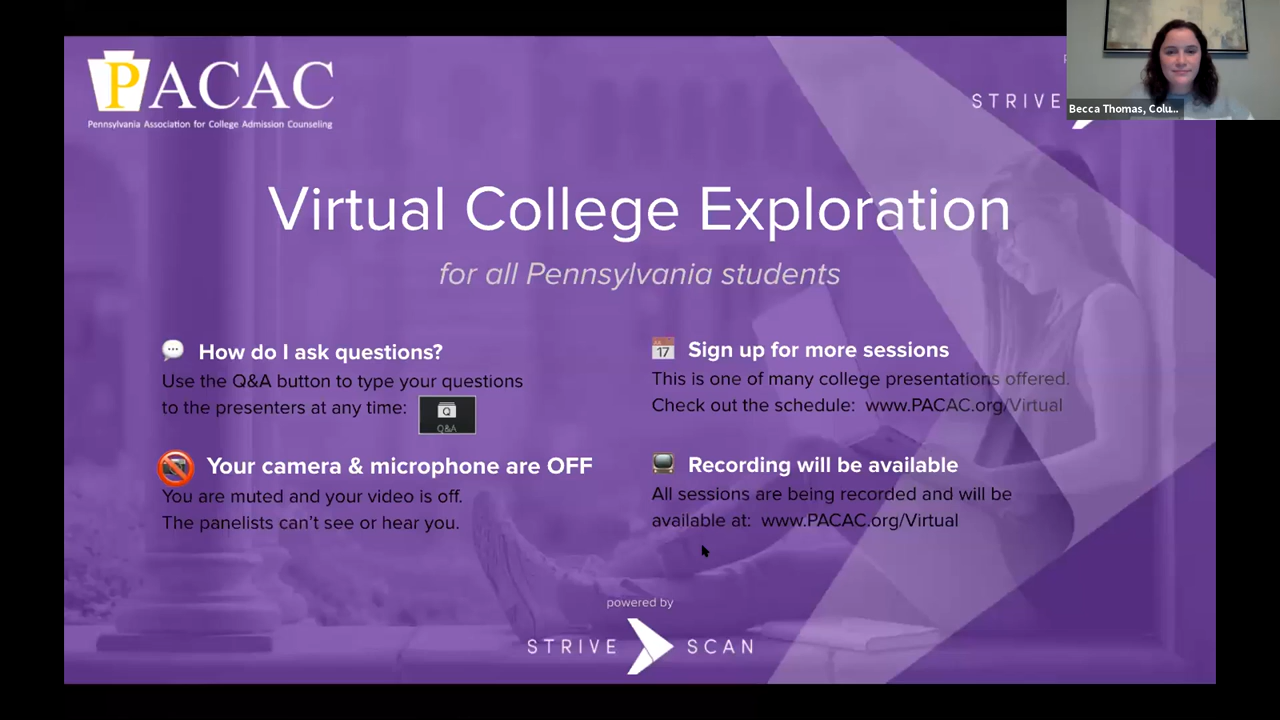 PACAC
Pennsylvania Association for College Admission Counseling
STRIVE
Becca Thomas, Colu...
Virtual College Exploration
for all Pennsylvania students
How do I ask questions?
Use the Q&A button to type your questions
to the presenters at any time:
Q
Q&A
Your camera & microphone are OFF
You are muted and your video is off.
The panelists can't see or hear you.
17
Sign up for more sessions
This is one of many college presentations offered.
Check out the schedule: www.PACAC.org/Virtual
Recording will be available
All sessions are being recorded and will be
available at: www.PACAC.org/Virtual
powered by
STRIVE SCAN